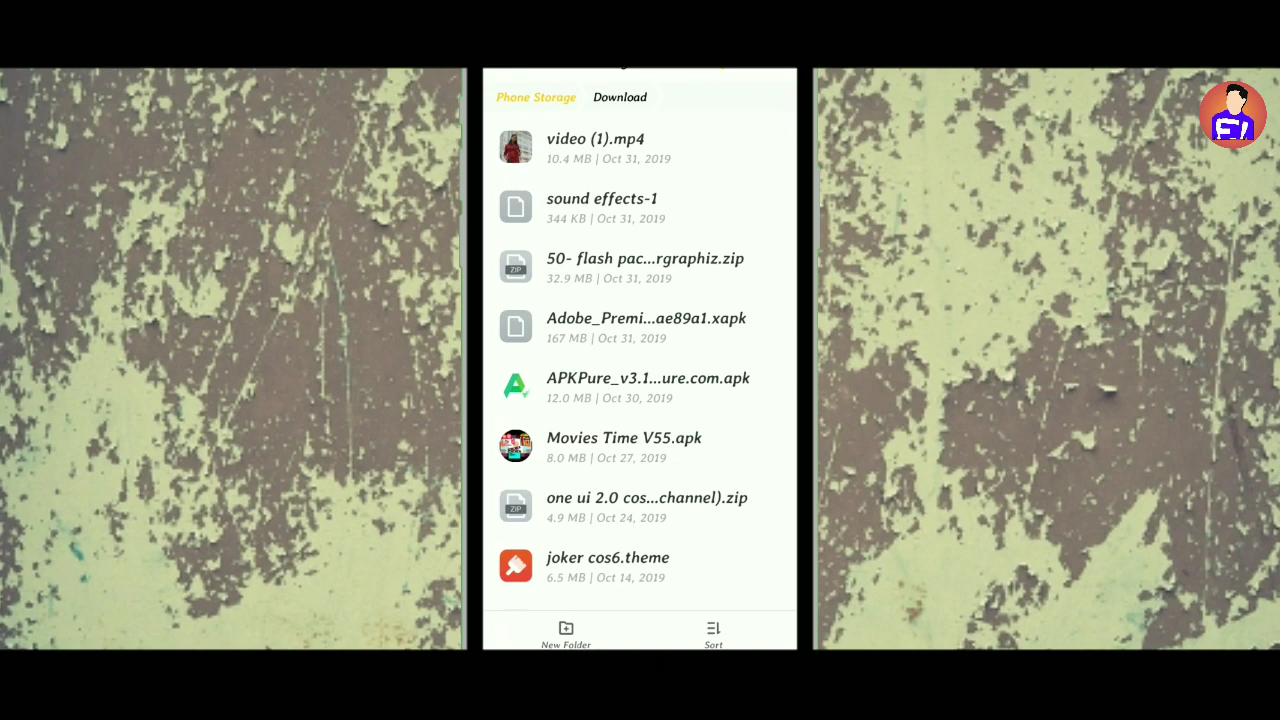 Phone Storage Download
video (1).mp4
10.4 MB | Oct 31, 2019
sound effects-1
344 KB | Oct 31, 2019
50- flash pac...rgraphiz.zip
ZIP
32.9 MB | Oct 31, 2019
Adobe_Premi...ae89a1.xapk
167 MB | Oct 31, 2019
APKPure_v3.1...ure.com.apk
12.0 MB | Oct 30, 2019
Movies Time V55.apk
8.0 MB | Oct 27, 2019
one ui 2.0 cos...channel).zip
ZIP
4.9 MB | Oct 24, 2019
joker cos6.theme
6.5 MB | Oct 14, 2019
New Folder Sort